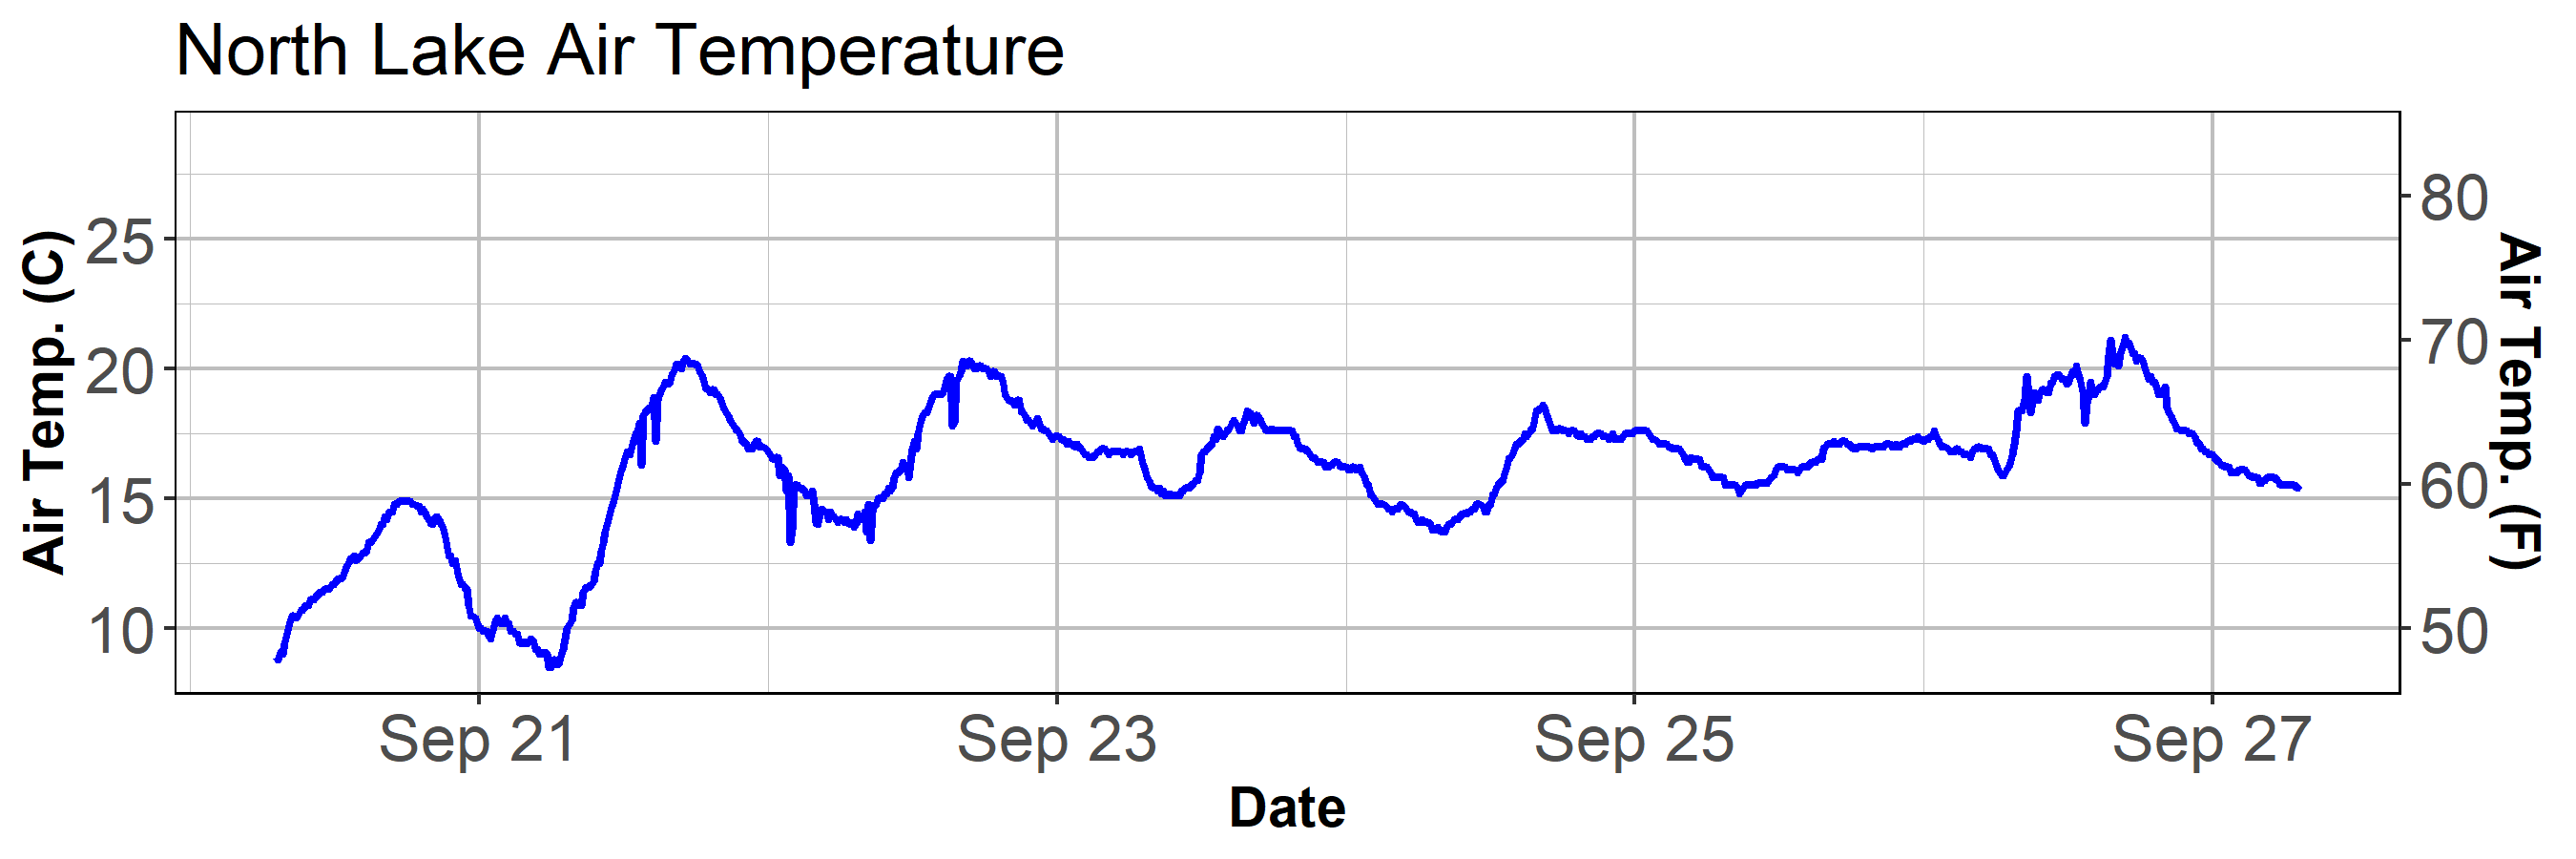 North Lake Air Temperature
Air Temp. (C)
25
20
15
10
80
70
60
50
Air Temp. (F)
Sep 21
Sep 23
Sep 25
Sep 27
Date